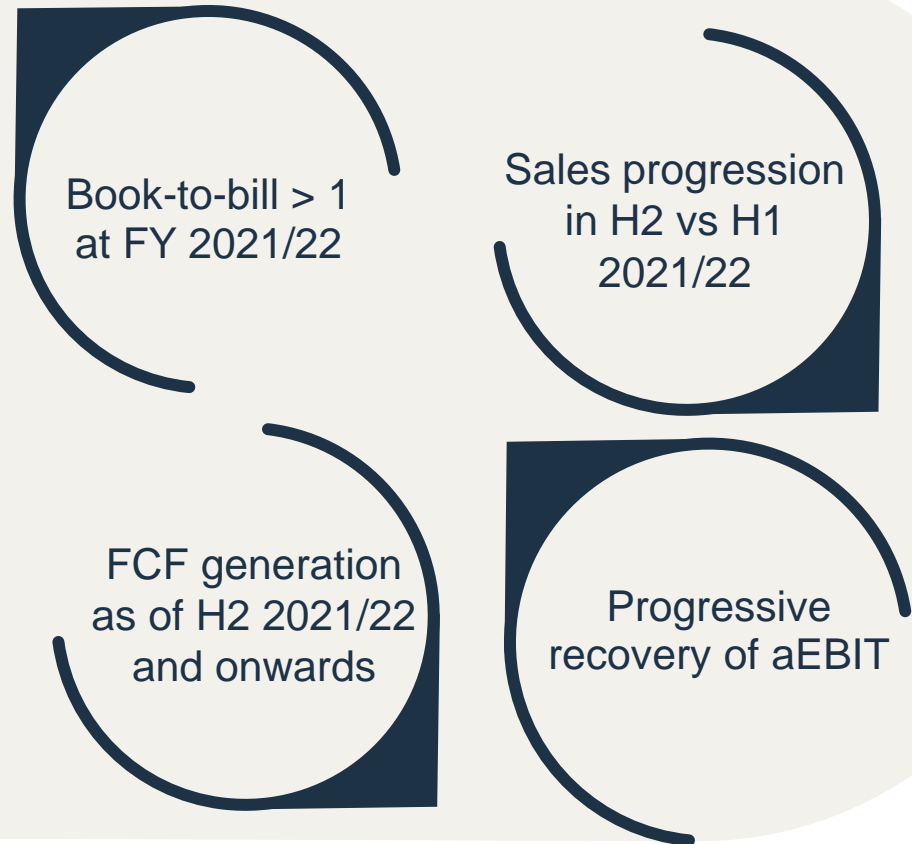 Book-to-bill > 1
at FY 2021/22
Sales progression
in H2 vs H1
2021/22
FCF generation
as of H2 2021/22
and onwards
Progressive
recovery of aEBIT